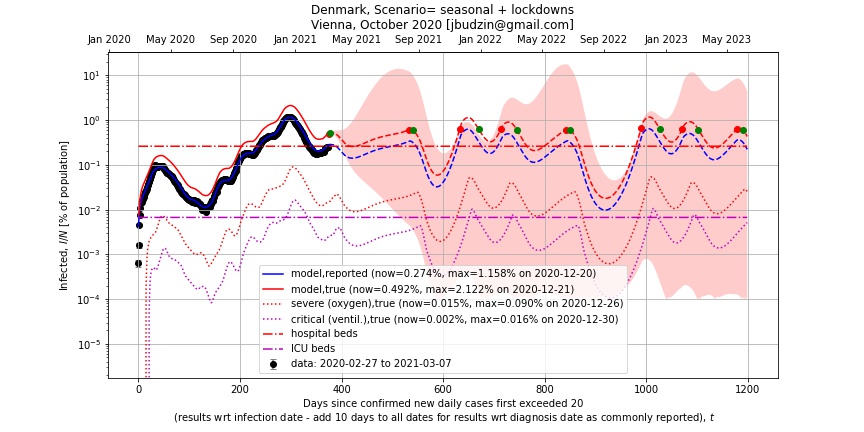 Denmark, Scenario= seasonal + lockdowns
Vienna, October 2020 [jbudzin@gmail.com]
Jan 2020 May 2020 Sep 2020 Jan 2021 May 2021 Sep 2021 Jan 2022 May 2022 Sep 2022 Jan 2023 May 2023
Infected, I/N [% of population]
10¹
10⁰
10⁻¹
10⁻²
10⁻³
10⁻⁴
10⁻⁵
model,reported (now=0.274%, max=1.158% on 2020-12-20)
model,true (now=0.492%, max=2.122% on 2020-12-21)
severe (oxygen),true (now=0.015%, max=0.090% on 2020-12-26)
critical (ventil.),true (now=0.002%, max=0.016% on 2020-12-30)
hospital beds
ICU beds
data: 2020-02-27 to 2021-03-07
0 200 400 600 800 1000 1200
Days since confirmed new daily cases first exceeded 20
(results wrt infection date - add 10 days to all dates for results wrt diagnosis date as commonly reported), t